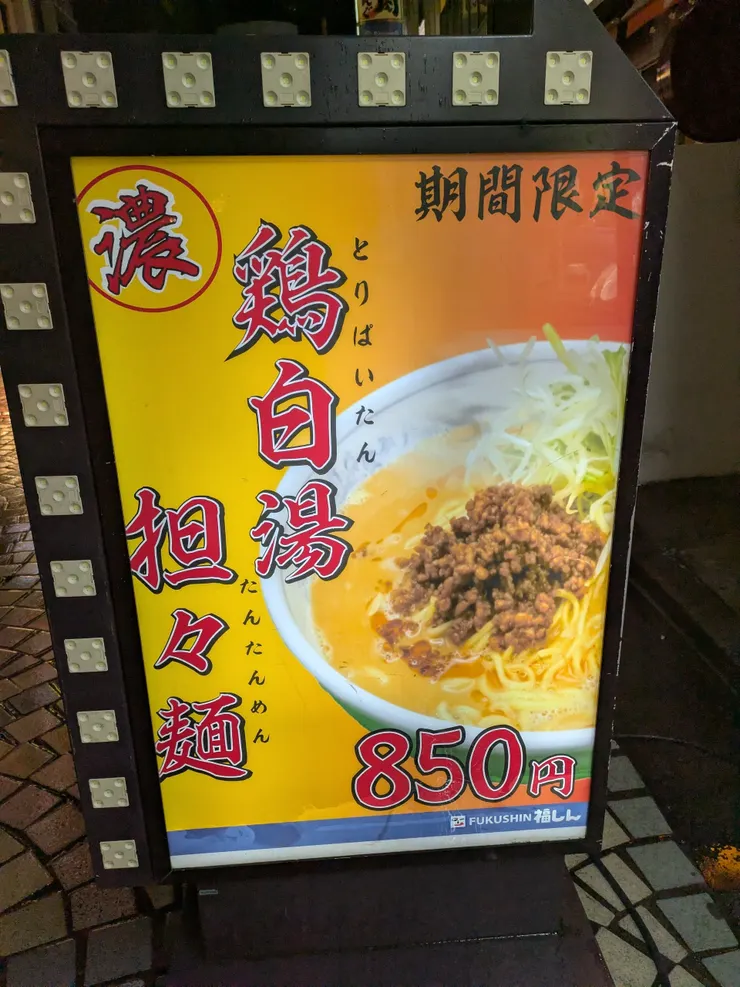 期間限定
濃
鶏白湯
とりぱいたん
担々麺
たんたんめん
850円
FUKUSHIN 福しん